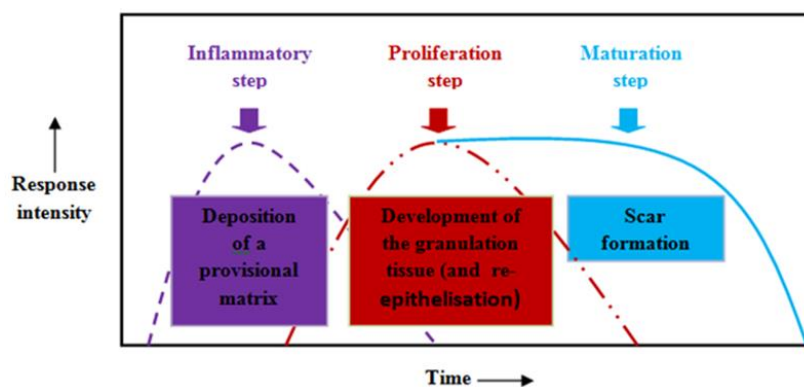 Inflammatory
step
Proliferation
step
Maturation
step
Response
intensity
Deposition
of a
provisional
matrix
Development of
the granulation
tissue (and re-
epithelisation)
Scar
formation
Time